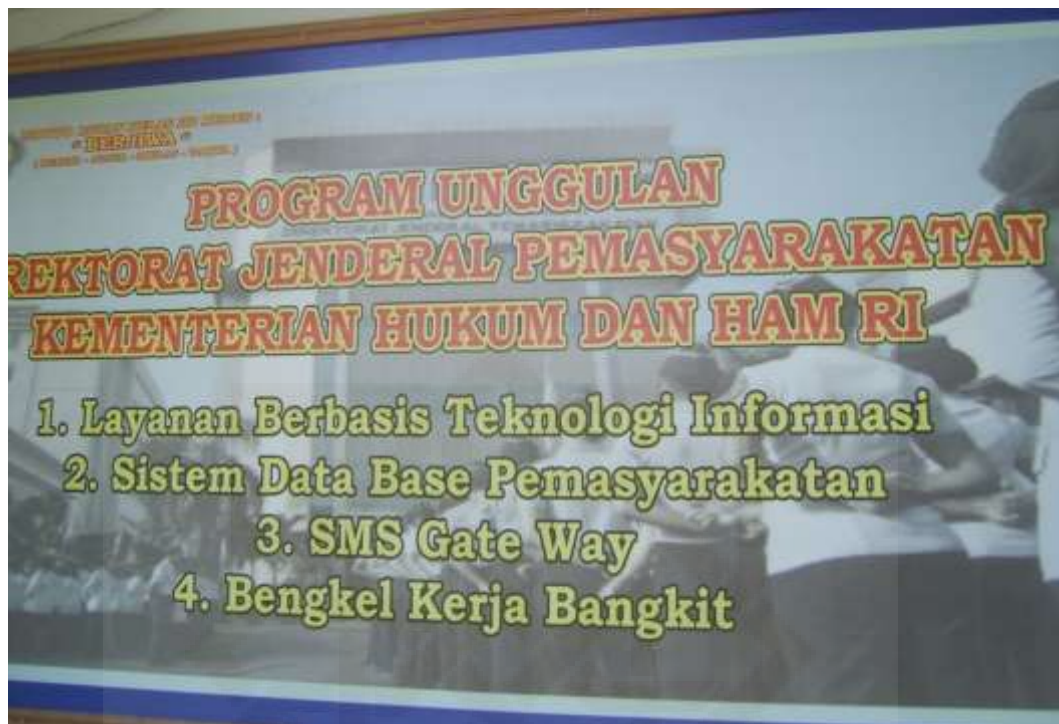 " BERTIWA "
PROGRAM UNGGULAN
REKTORAT JENDERAL PEMASYARAKATAN
KEMENTERIAN HUKUM DAN HAM RI
1. Layanan Berbasis Teknologi Informasi
2. Sistem Data Base Pemasyarakatan
3. SMS Gate Way
4. Bengkel Kerja Bangkit